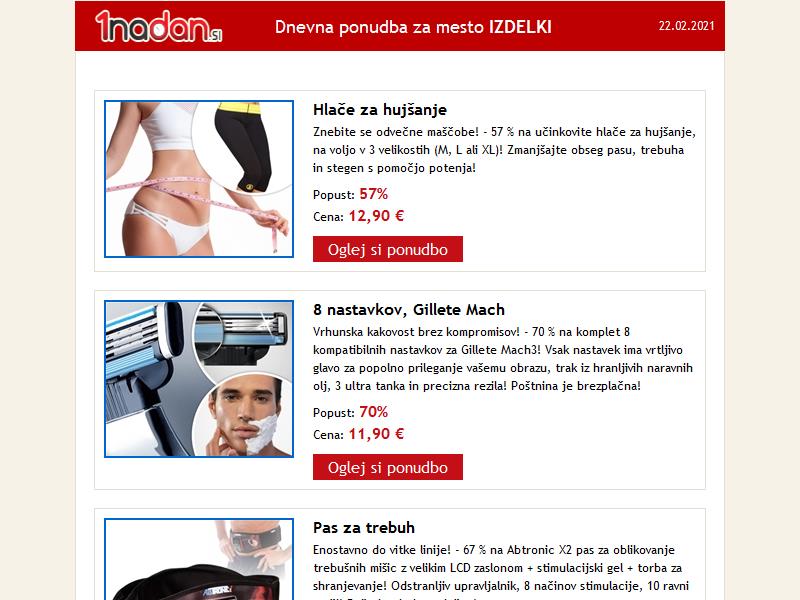 1nadan.si
Dnevna ponudba za mesto IZDELKI
22.02.2021
Hlače za hujšanje
Znebite se odvečne maščobe! - 57 % na učinkovite hlače za hujšanje,
na voljo v 3 velikostih (M, L ali XL)! Zmanjšajte obseg pasu, trebuha
in stegen s pomočjo potenja!
Popust: 57%
Cena: 12,90 €
Oglej si ponudbo
8 nastavkov, Gillete Mach
Vrhunska kakovost brez kompromisov! - 70 % na komplet 8
kompatibilnih nastavkov za Gillete Mach3! Vsak nastavek ima vrtljivo
glavo za popolno prileganje vašemu obrazu, trak iz hranljivih naravnih
olj, 3 ultra tanka in precizna rezila! Poštnina je brezplačna!
Popust: 70%
Cena: 11,90 €
Oglej si ponudbo
Pas za trebuh
Enostavno do vitke linije! - 67 % na Abtronic X2 pas za oblikovanje
trebušnih mišic z velikim LCD zaslonom + stimulacijski gel + torba za
shranjevanje! Odstranljiv upravljalnik, 8 načinov stimulacije, 10 ravni